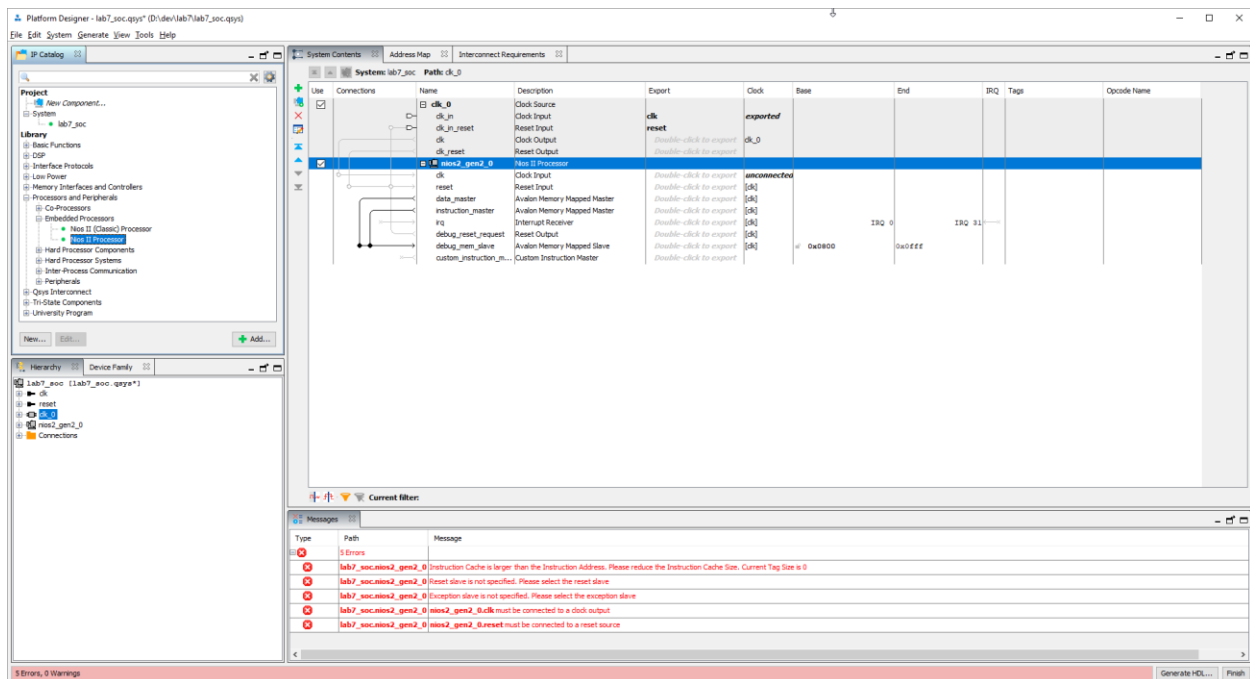 Platform Designer - lab7_soc.qsys* (D:\dev\lab7\lab7_soc.qsys)
File Edit System Generate View Tools Help
IP Catalog
Project
New Component...
System
lab7_soc
Library
Basic Functions
DSP
Interface Protocols
Low Power
Memory Interfaces and Controllers
Processors and Peripherals
Co-Processors
Embedded Processors
Nios II (Classic) Processor
Nios II Processor
Hard Processor Components
Hard Processor Systems
Inter-Process Communication
Peripherals
Qsys Interconnect
Tri-State Components
University Program
New... Edit... Add...
Hierarchy Device Family
lab7_soc [lab7_soc.qsys*]
clk
reset
clk_0
nios2_gen2_0
Connections
System Contents Address Map Interconnect Requirements
System: lab7_soc Path: clk_0
Use Connections Name Description Export Clock Base End IRQ Tags Opcode Name
clk_0 Clock Source
clk_in Clock Input clk exported
clk_in_reset Reset Input reset
clk Clock Output Double-click to export clk_0
clk_reset Reset Output Double-click to export
nios2_gen2_0 Nios II Processor
clk Clock Input Double-click to export unconnected
reset Reset Input Double-click to export [clk]
data_master Avalon Memory Mapped Master Double-click to export [clk]
instruction_master Avalon Memory Mapped Master Double-click to export [clk]
irq Interrupt Receiver Double-click to export [clk] IRQ 0 IRQ 31
debug_reset_request Reset Output Double-click to export [clk]
debug_mem_slave Avalon Memory Mapped Slave Double-click to export [clk] 0x0800 0x0fff
custom_instruction_m... Custom Instruction Master Double-click to export
Current filter:
Messages
Type Path Message
5 Errors
lab7_soc.nios2_gen2_0 Instruction Cache is larger than the Instruction Address. Please reduce the Instruction Cache Size. Current Tag Size is 0
lab7_soc.nios2_gen2_0 Reset slave is not specified. Please select the reset slave
lab7_soc.nios2_gen2_0 Exception slave is not specified. Please select the exception slave
lab7_soc.nios2_gen2_0 nios2_gen2_0.clk must be connected to a clock output
lab7_soc.nios2_gen2_0 nios2_gen2_0.reset must be connected to a reset source
5 Errors, 0 Warnings
Generate HDL... Finish